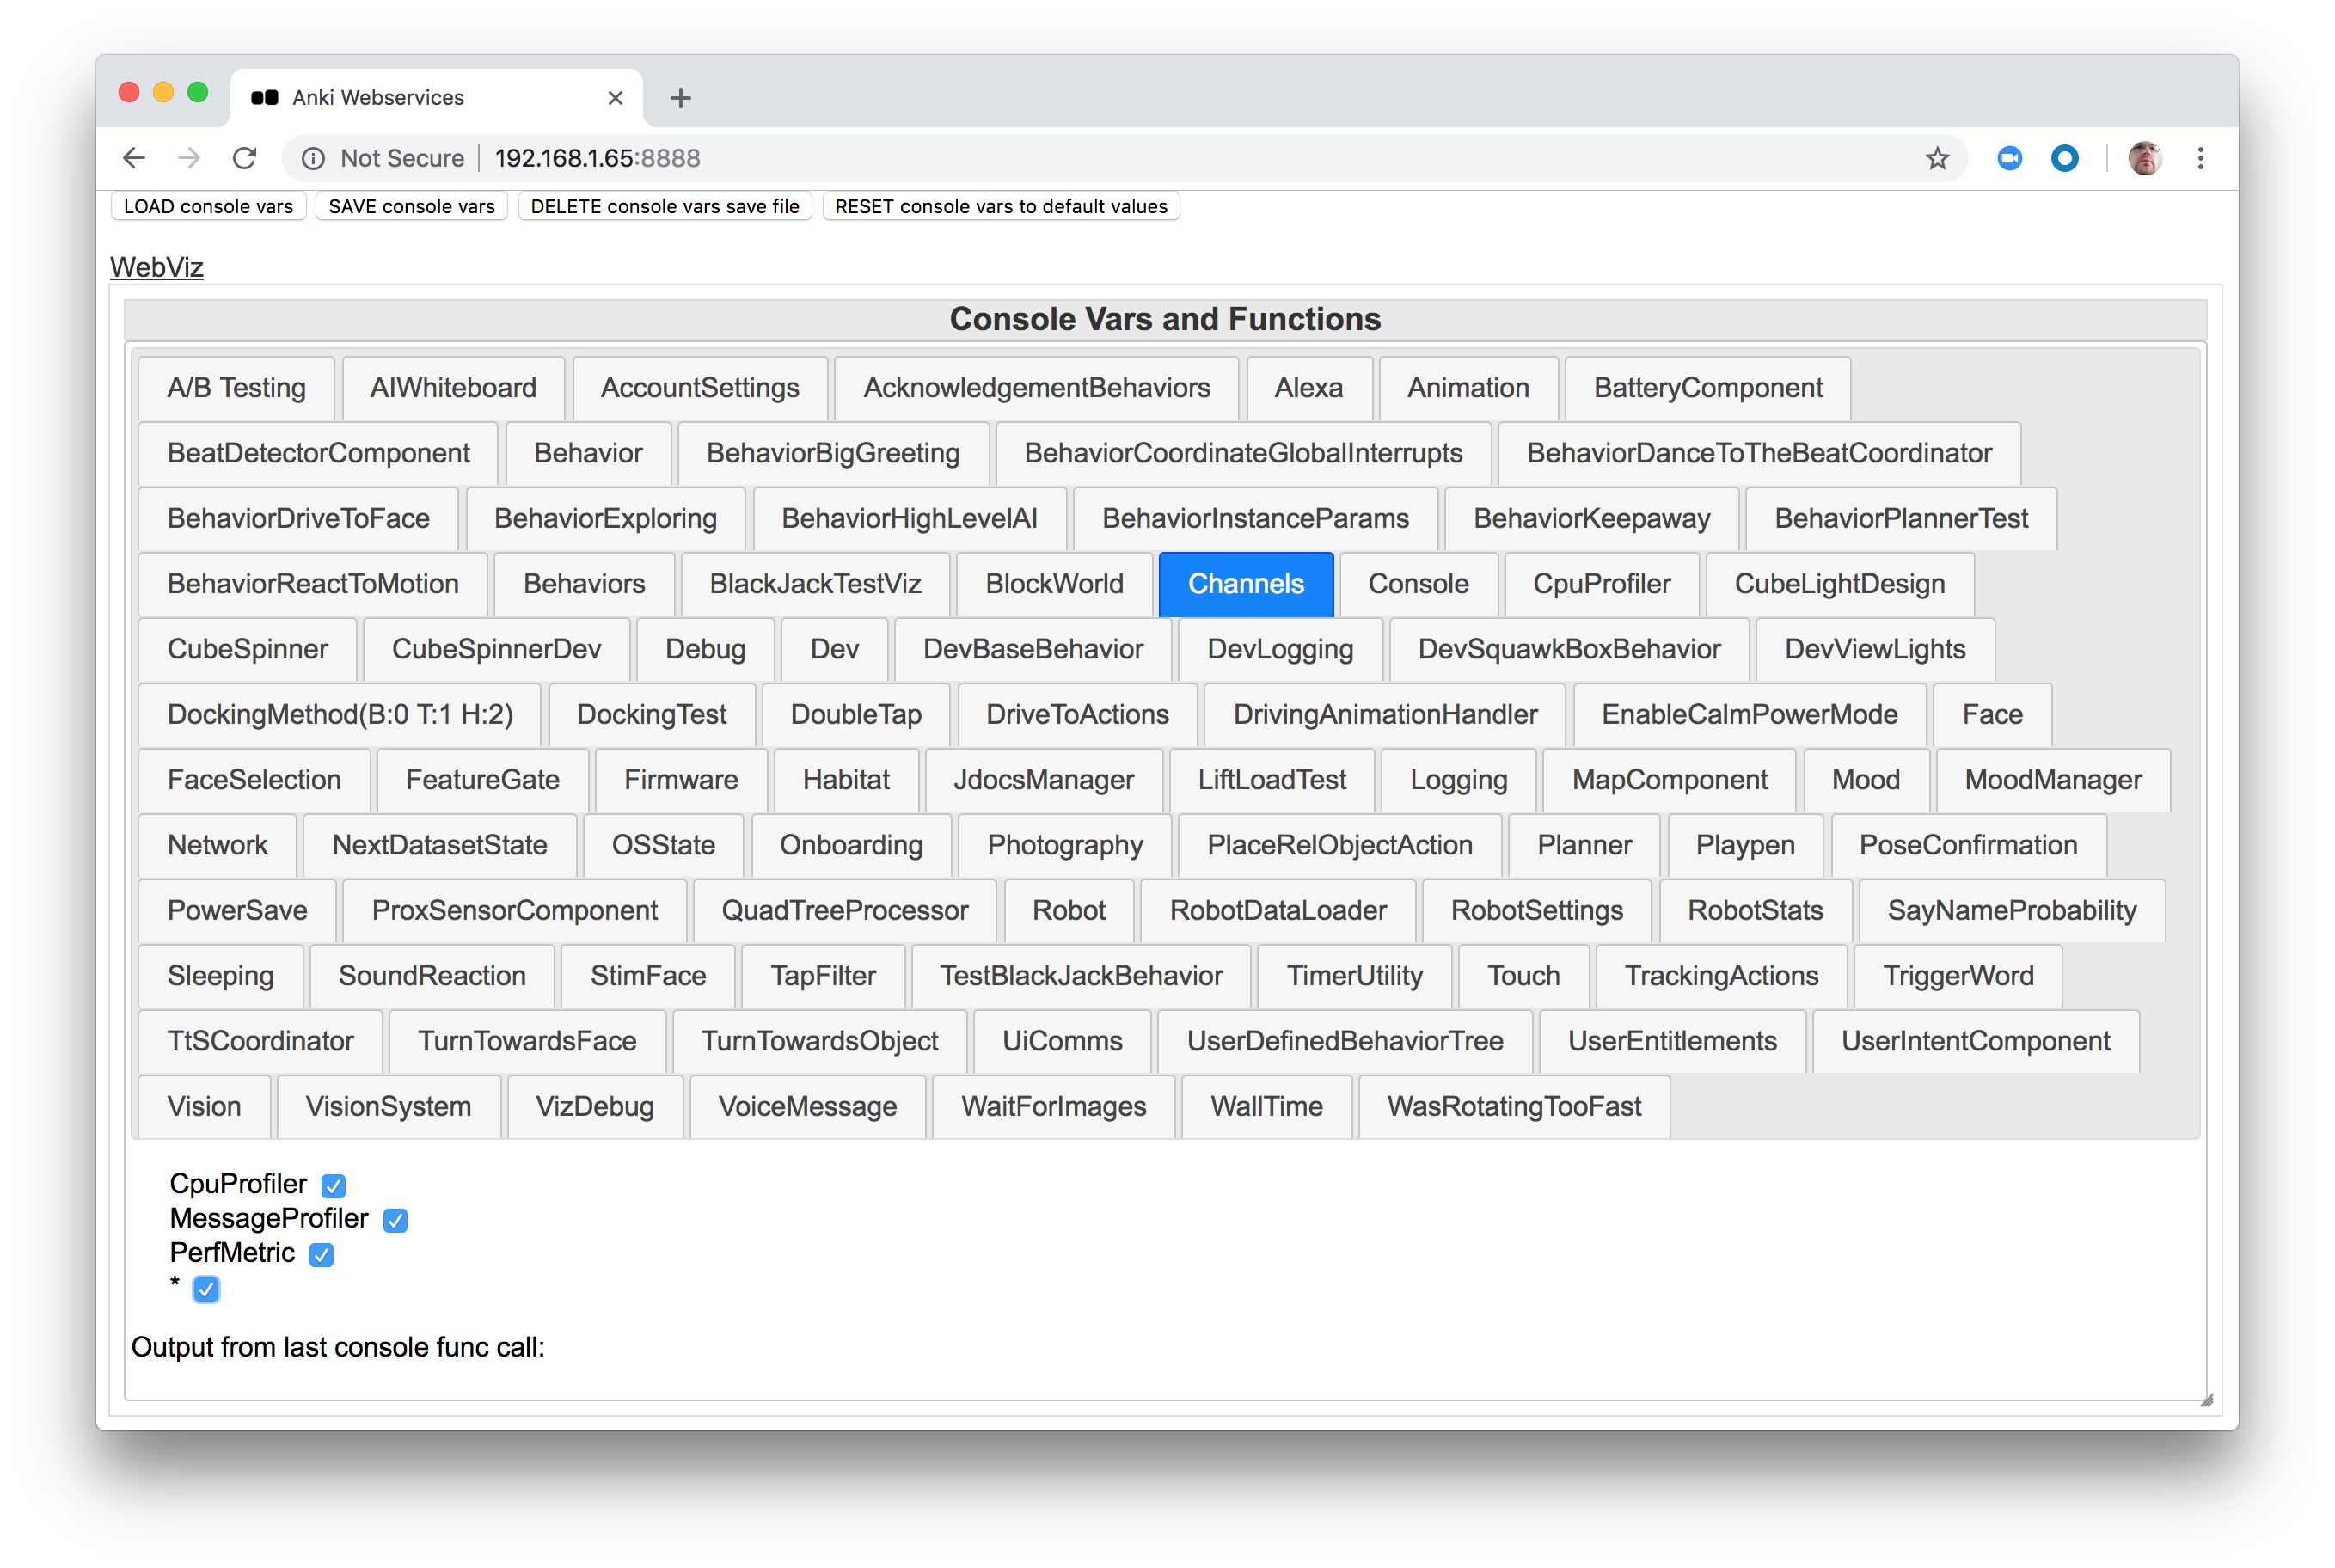 Anki Webservices
Not Secure 192.168.1.65:8888
LOAD console vars SAVE console vars DELETE console vars save file RESET console vars to default values
WebViz
Console Vars and Functions
A/B Testing AIWhiteboard AccountSettings AcknowledgementBehaviors Alexa Animation BatteryComponent
BeatDetectorComponent Behavior BehaviorBigGreeting BehaviorCoordinateGlobalInterrupts BehaviorDanceToTheBeatCoordinator
BehaviorDriveToFace BehaviorExploring BehaviorHighLevelAI BehaviorInstanceParams BehaviorKeepaway BehaviorPlannerTest
BehaviorReactToMotion Behaviors BlackJackTestViz BlockWorld Channels Console CpuProfiler CubeLightDesign
CubeSpinner CubeSpinnerDev Debug Dev DevBaseBehavior DevLogging DevSquawkBoxBehavior DevViewLights
DockingMethod(B:0 T:1 H:2) DockingTest DoubleTap DriveToActions DrivingAnimationHandler EnableCalmPowerMode Face
FaceSelection FeatureGate Firmware Habitat JdocsManager LiftLoadTest Logging MapComponent Mood MoodManager
Network NextDatasetState OSState Onboarding Photography PlaceRelObjectAction Planner Playpen PoseConfirmation
PowerSave ProxSensorComponent QuadTreeProcessor Robot RobotDataLoader RobotSettings RobotStats SayNameProbability
Sleeping SoundReaction StimFace TapFilter TestBlackJackBehavior TimerUtility Touch TrackingActions TriggerWord
TtSCoordinator TurnTowardsFace TurnTowardsObject UiComms UserDefinedBehaviorTree UserEntitlements UserIntentComponent
Vision VisionSystem VizDebug VoiceMessage WaitForImages WallTime WasRotatingTooFast
CpuProfiler
MessageProfiler
PerfMetric
*
Output from last console func call: